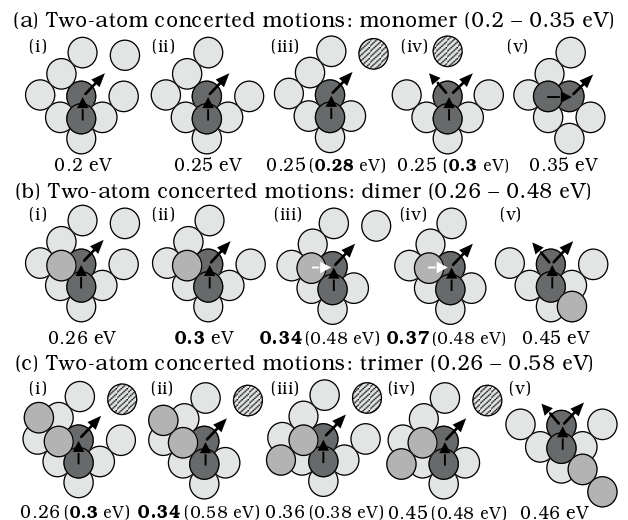 (a) Two-atom concerted motions: monomer (0.2 – 0.35 eV)
(i) (ii) (iii) (iv) (v)
0.2 eV 0.25 eV 0.25 (0.28 eV) 0.25 (0.3 eV) 0.35 eV
(b) Two-atom concerted motions: dimer (0.26 – 0.48 eV)
(i) (ii) (iii) (iv) (v)
0.26 eV 0.3 eV 0.34 (0.48 eV) 0.37 (0.48 eV) 0.45 eV
(c) Two-atom concerted motions: trimer (0.26 – 0.58 eV)
(i) (ii) (iii) (iv) (v)
0.26 (0.3 eV) 0.34 (0.58 eV) 0.36 (0.38 eV) 0.45 (0.48 eV) 0.46 eV